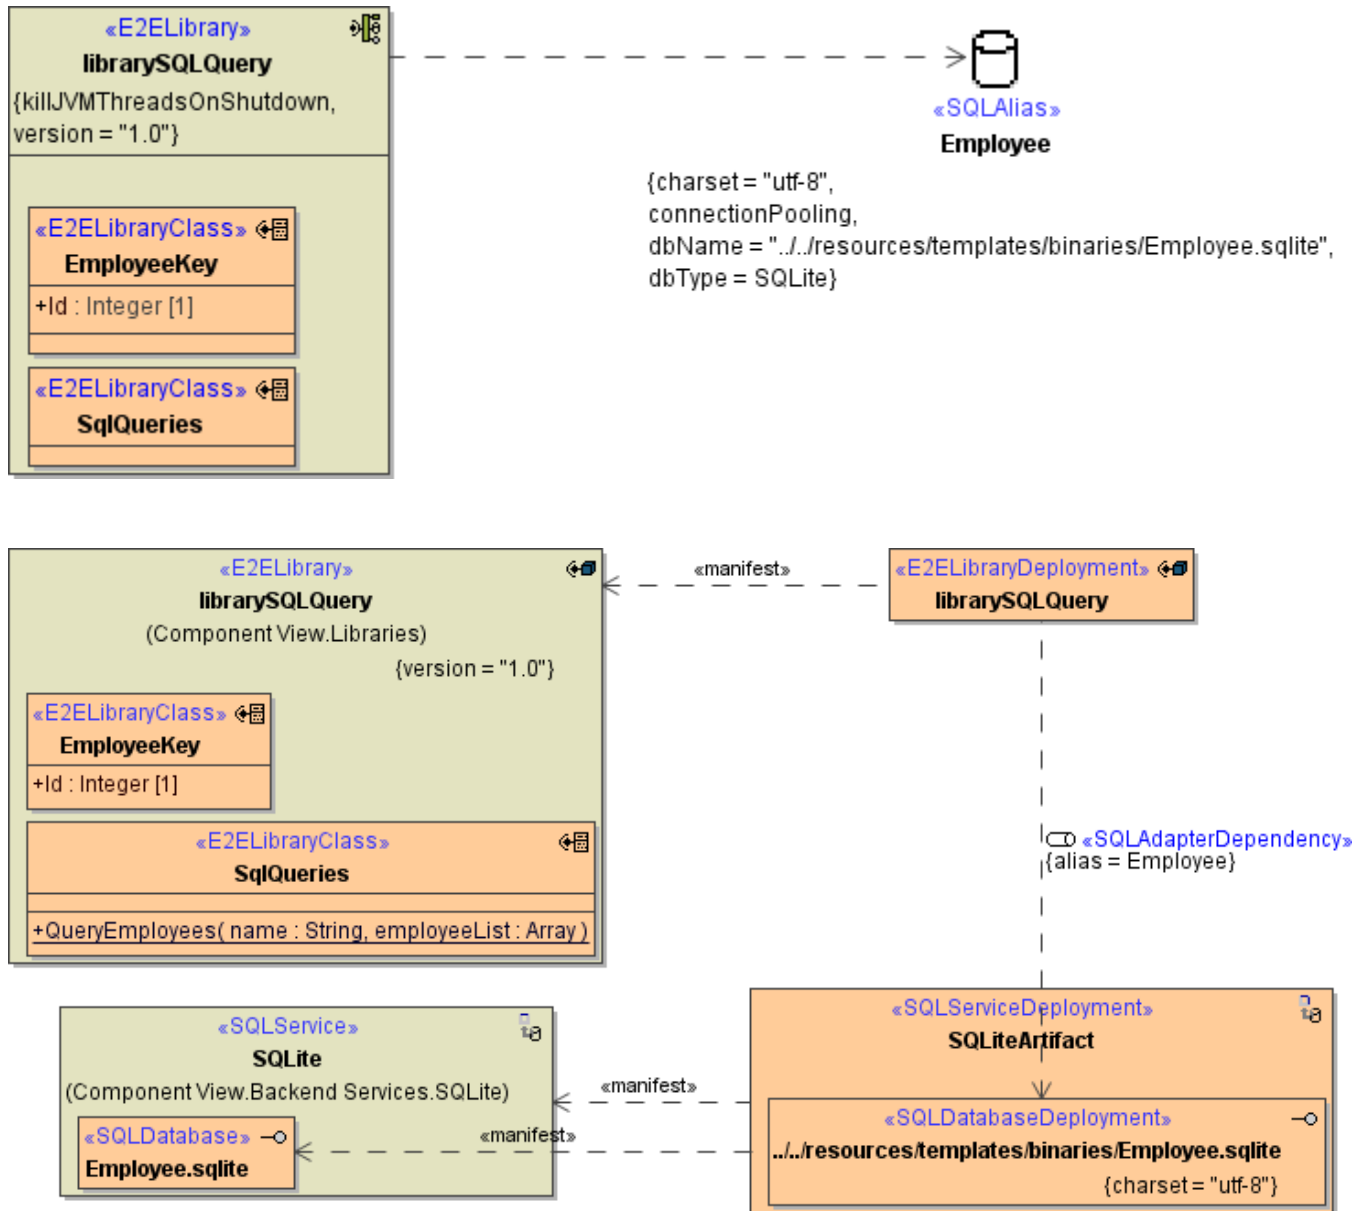 «E2ELibrary»
librarySQLQuery
{killJVMThreadsOnShutdown,
version = "1.0"}
«E2ELibraryClass»
EmployeeKey
+Id : Integer [1]
«E2ELibraryClass»
SqlQueries
«SQLAlias»
Employee
{charset = "utf-8",
connectionPooling,
dbName = "../../resources/templates/binaries/Employee.sqlite",
dbType = SQLite}
«E2ELibrary»
librarySQLQuery
(Component View.Libraries)
{version = "1.0"}
«E2ELibraryClass»
EmployeeKey
+Id : Integer [1]
«E2ELibraryClass»
SqlQueries
+QueryEmployees( name : String, employeeList : Array )
«manifest»
«E2ELibraryDeployment»
librarySQLQuery
«SQLAdapterDependency»
{alias = Employee}
«SQLService»
SQLite
(Component View.Backend Services.SQLite)
«SQLDatabase»
Employee.sqlite
«manifest»
«manifest»
«SQLServiceDeployment»
SQLiteArtifact
«SQLDatabaseDeployment»
../../resources/templates/binaries/Employee.sqlite
{charset = "utf-8"}